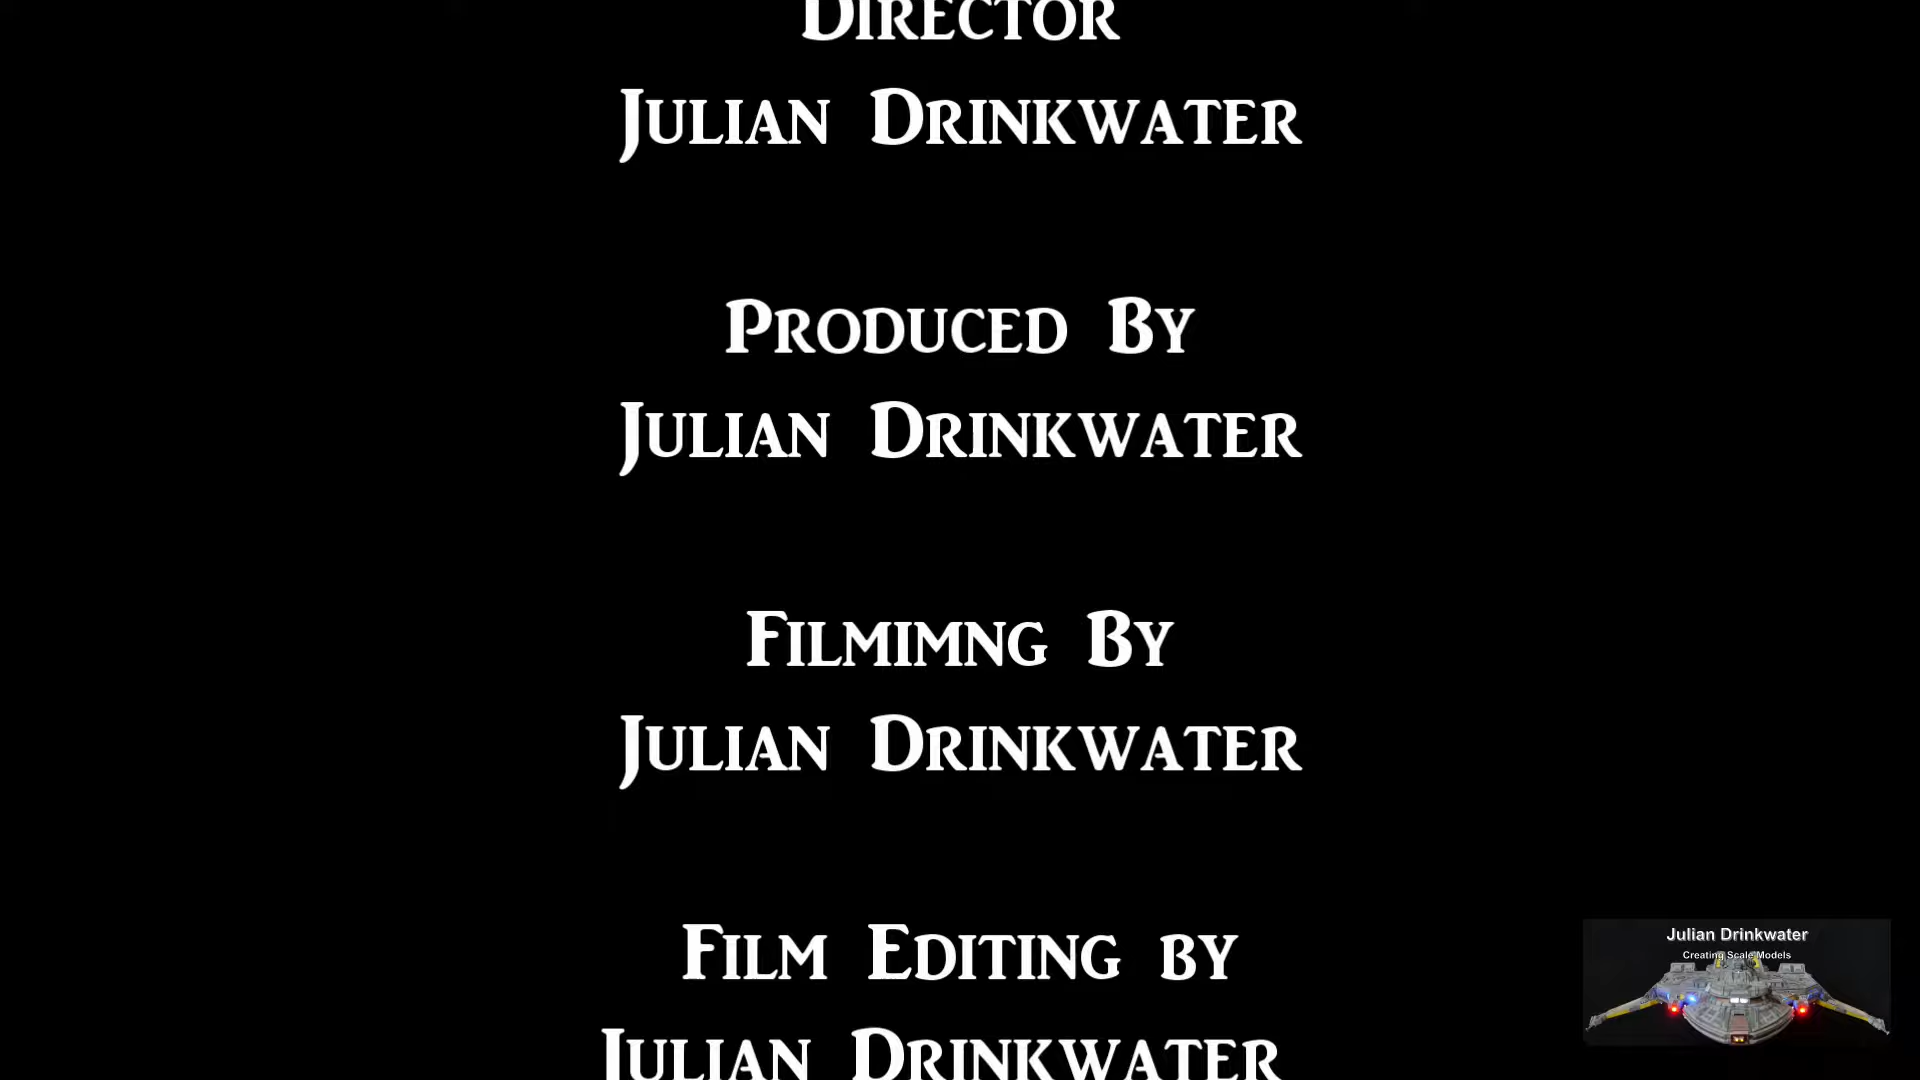 Director
Julian Drinkwater
Produced By
Julian Drinkwater
Filmimng By
Julian Drinkwater
Film Editing by
Julian Drinkwater
Julian Drinkwater
Creating Scale Models